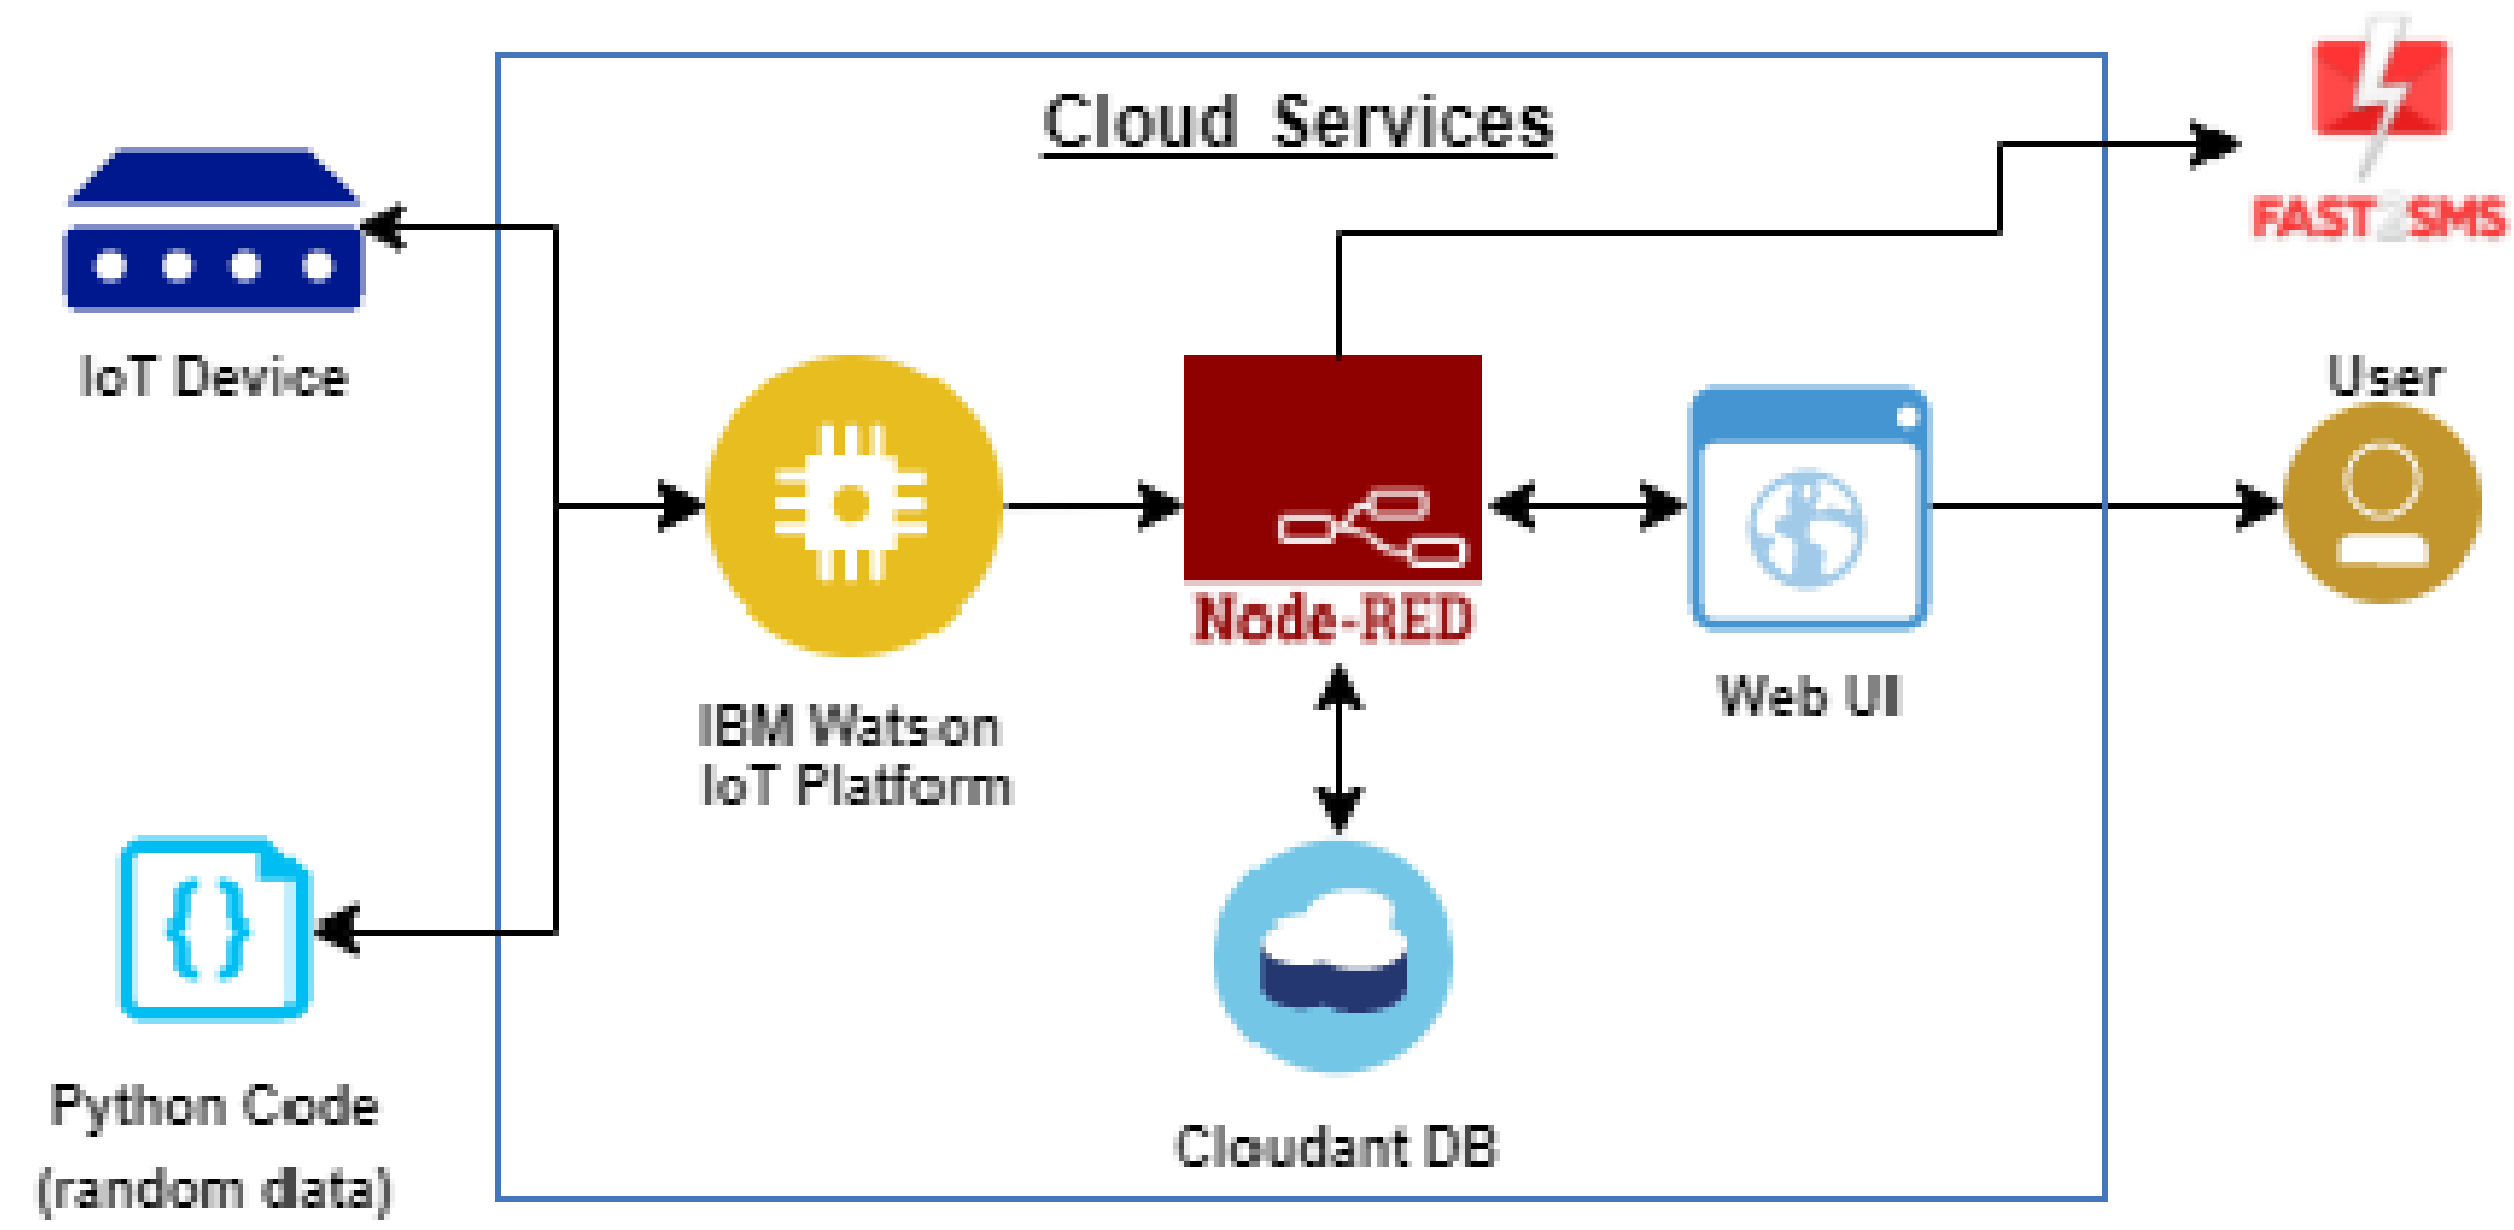 Cloud Services
FAST2SMS
IoT Device
User
Node-RED
Web UI
IBM Watson
IoT Platform
Python Code
(random data)
Cloudant DB